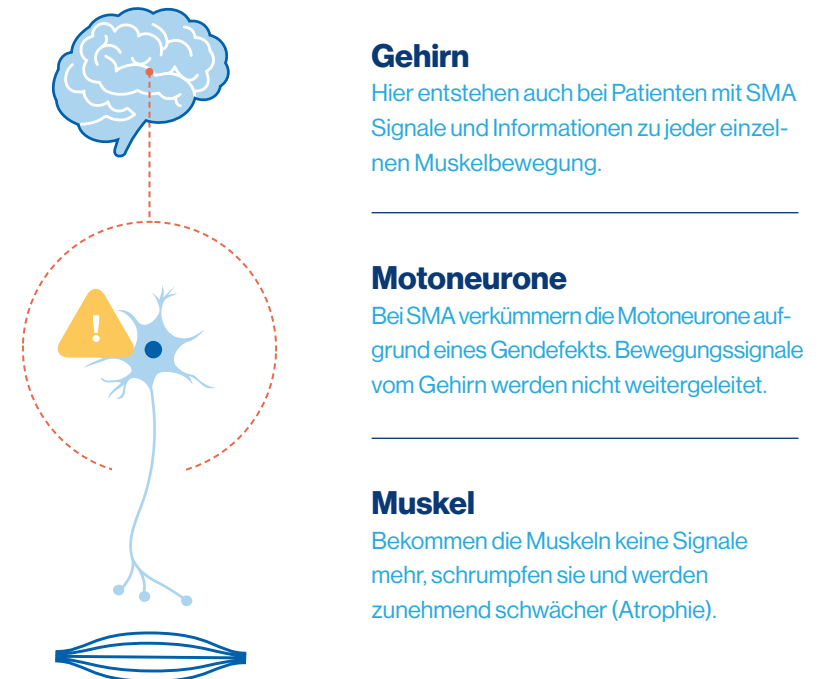 Gehirn
Hier entstehen auch bei Patienten mit SMA
Signale und Informationen zu jeder einzel-
nen Muskelbewegung.
Motoneurone
Bei SMA verkümmern die Motoneurone auf-
grund eines Gendefekts. Bewegungssignale
vom Gehirn werden nicht weitergeleitet.
Muskel
Bekommen die Muskeln keine Signale
mehr, schrumpfen sie und werden
zunehmend schwächer (Atrophie).